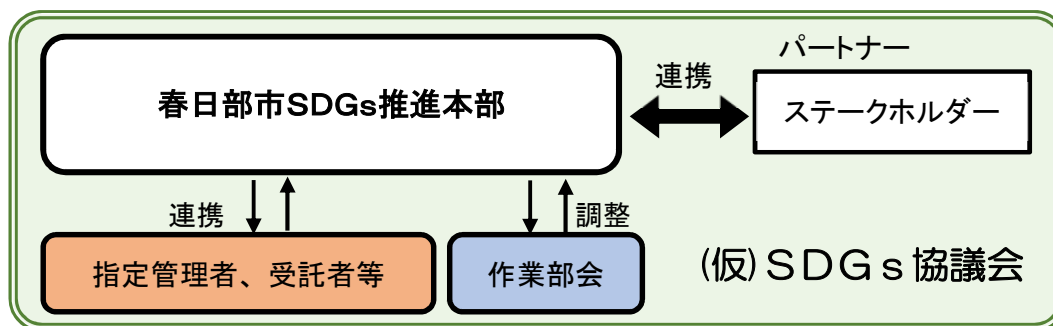 パートナー
連携
春日部市SDGs推進本部
ステークホルダー
連携
調整
指定管理者、受託者等
作業部会
(仮)ＳＤＧｓ協議会